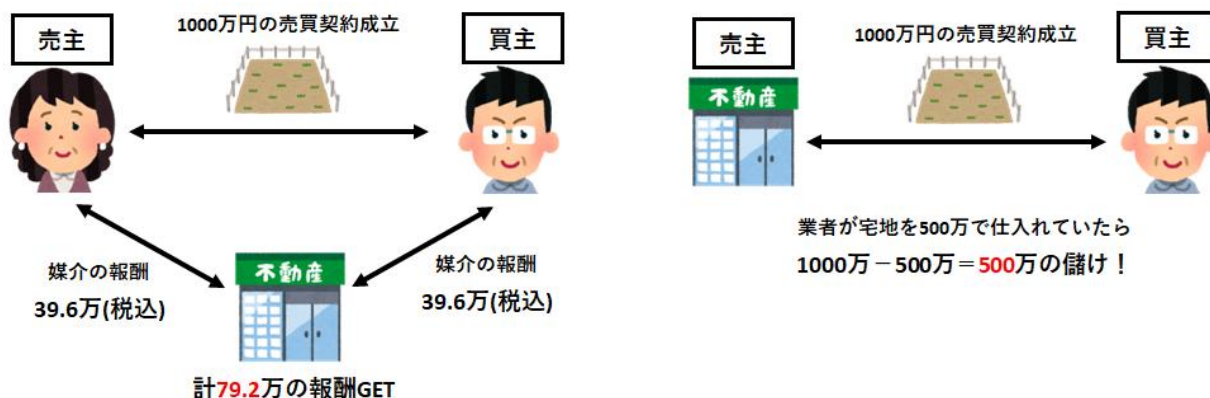 1000万円の売買契約成立
売主
買主
不動産
媒介の報酬
39.6万(税込)
媒介の報酬
39.6万(税込)
計79.2万の報酬GET
1000万円の売買契約成立
売主
買主
不動産
業者が宅地を500万で仕入れていたら
1000万－500万＝500万の儲け！